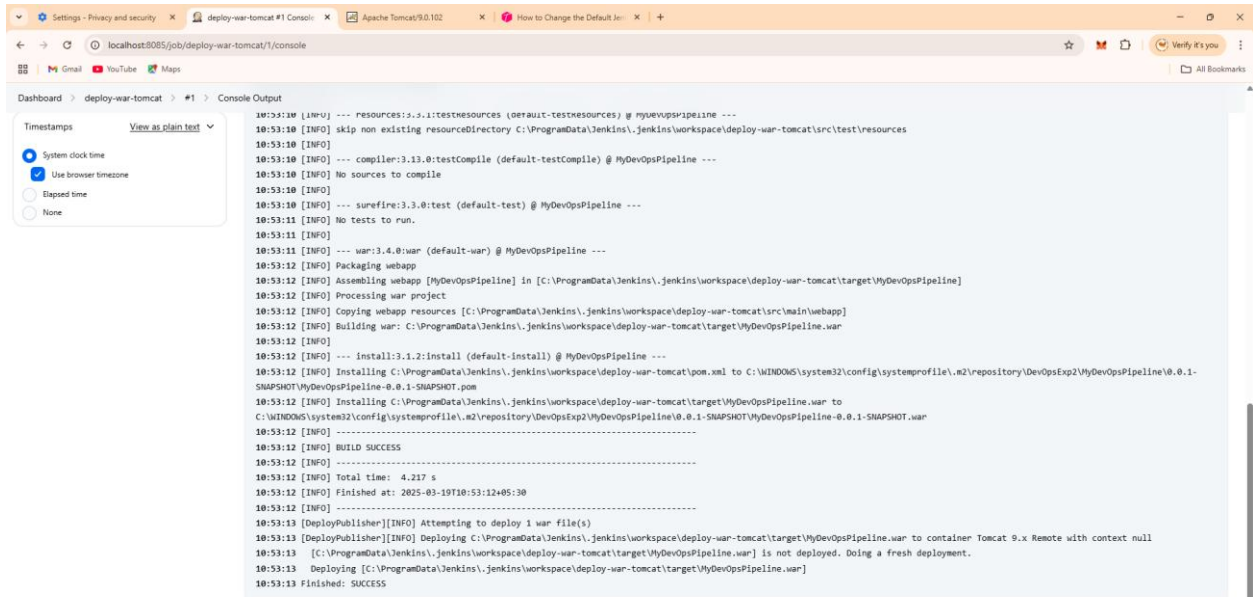 Settings - Privacy and security
deploy-war-tomcat #1 Console
Apache Tomcat/9.0.102
How to Change the Default Jen
localhost:8085/job/deploy-war-tomcat/1/console
Verify it's you
Gmail
YouTube
Maps
All Bookmarks
Dashboard > deploy-war-tomcat > #1 > Console Output
Timestamps
View as plain text
System clock time
Use browser timezone
Elapsed time
None
10:53:10 [INFO] --- resources:3.3.1:testResources (default-testResources) @ MyDevOpsPipeline ---
10:53:10 [INFO] skip non existing resourceDirectory C:\ProgramData\Jenkins\.jenkins\workspace\deploy-war-tomcat\src\test\resources
10:53:10 [INFO]
10:53:10 [INFO] --- compiler:3.13.0:testCompile (default-testCompile) @ MyDevOpsPipeline ---
10:53:10 [INFO] No sources to compile
10:53:10 [INFO]
10:53:10 [INFO] --- surefire:3.3.0:test (default-test) @ MyDevOpsPipeline ---
10:53:11 [INFO] No tests to run.
10:53:11 [INFO]
10:53:11 [INFO] --- war:3.4.0:war (default-war) @ MyDevOpsPipeline ---
10:53:12 [INFO] Packaging webapp
10:53:12 [INFO] Assembling webapp [MyDevOpsPipeline] in [C:\ProgramData\Jenkins\.jenkins\workspace\deploy-war-tomcat\target\MyDevOpsPipeline]
10:53:12 [INFO] Processing war project
10:53:12 [INFO] Copying webapp resources [C:\ProgramData\Jenkins\.jenkins\workspace\deploy-war-tomcat\src\main\webapp]
10:53:12 [INFO] Building war: C:\ProgramData\Jenkins\.jenkins\workspace\deploy-war-tomcat\target\MyDevOpsPipeline.war
10:53:12 [INFO]
10:53:12 [INFO] --- install:3.1.2:install (default-install) @ MyDevOpsPipeline ---
10:53:12 [INFO] Installing C:\ProgramData\Jenkins\.jenkins\workspace\deploy-war-tomcat\pom.xml to C:\WINDOWS\system32\config\systemprofile\.m2\repository\DevOpsExp2\MyDevOpsPipeline\0.0.1-
SNAPSHOT\MyDevOpsPipeline-0.0.1-SNAPSHOT.pom
10:53:12 [INFO] Installing C:\ProgramData\Jenkins\.jenkins\workspace\deploy-war-tomcat\target\MyDevOpsPipeline.war to
C:\WINDOWS\system32\config\systemprofile\.m2\repository\DevOpsExp2\MyDevOpsPipeline\0.0.1-SNAPSHOT\MyDevOpsPipeline-0.0.1-SNAPSHOT.war
10:53:12 [INFO] ------------------------------------------------------------------------
10:53:12 [INFO] BUILD SUCCESS
10:53:12 [INFO] ------------------------------------------------------------------------
10:53:12 [INFO] Total time:  4.217 s
10:53:12 [INFO] Finished at: 2025-03-19T10:53:12+05:30
10:53:12 [INFO] ------------------------------------------------------------------------
10:53:13 [DeployPublisher][INFO] Attempting to deploy 1 war file(s)
10:53:13 [DeployPublisher][INFO] Deploying C:\ProgramData\Jenkins\.jenkins\workspace\deploy-war-tomcat\target\MyDevOpsPipeline.war to container Tomcat 9.x Remote with context null
10:53:13   [C:\ProgramData\Jenkins\.jenkins\workspace\deploy-war-tomcat\target\MyDevOpsPipeline.war] is not deployed. Doing a fresh deployment.
10:53:13   Deploying [C:\ProgramData\Jenkins\.jenkins\workspace\deploy-war-tomcat\target\MyDevOpsPipeline.war]
10:53:13 Finished: SUCCESS